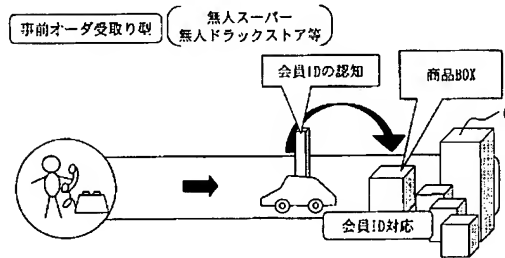 事前オーダ受取り型
無人スーパー
無人ドラックストア等
会員IDの認知
商品BOX
会員ID対応